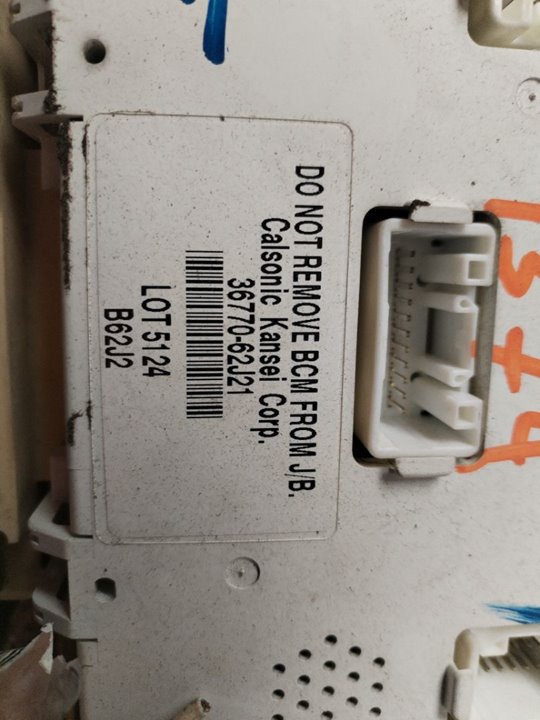 DO NOT REMOVE BCM FROM J/B.
Calsonic Kansei Corp.
36770-62J21
LOT 5124
B62J2